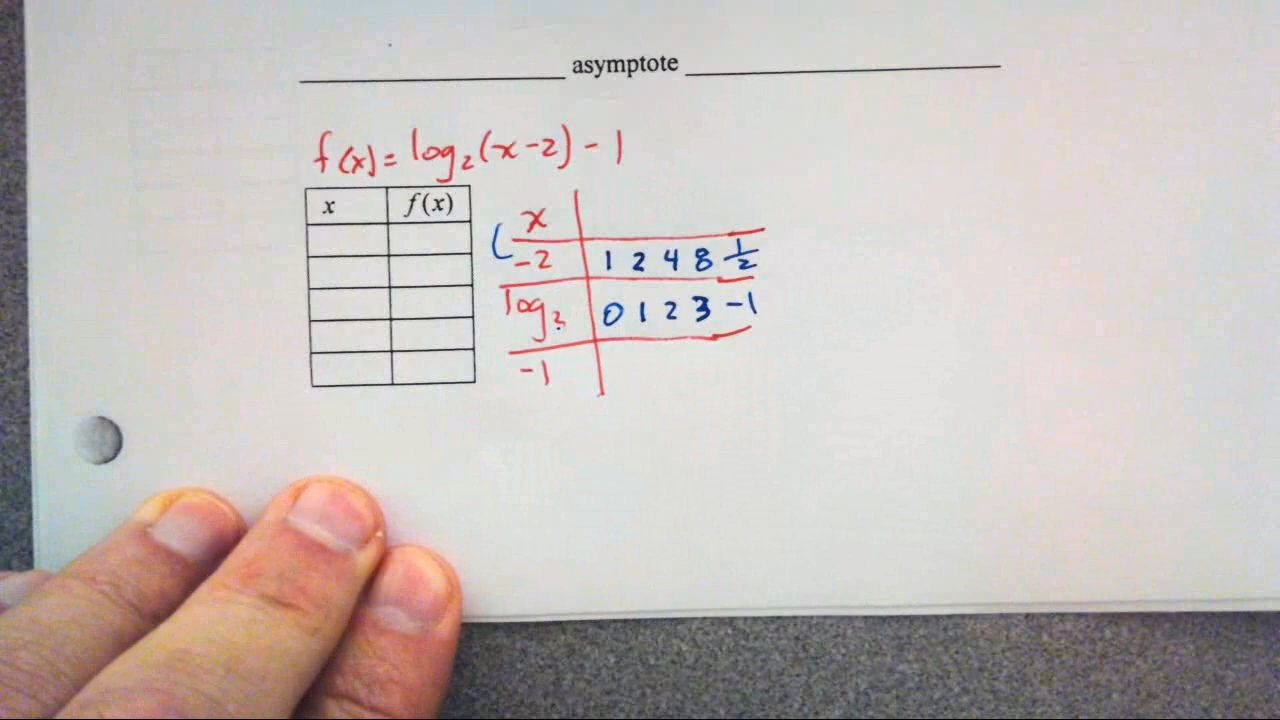 asymptote
f(x) = log₂(x-2) - 1
x f(x)
x
( -2 1 2 4 8 1/2
log₂ 0 1 2 3 -1
-1